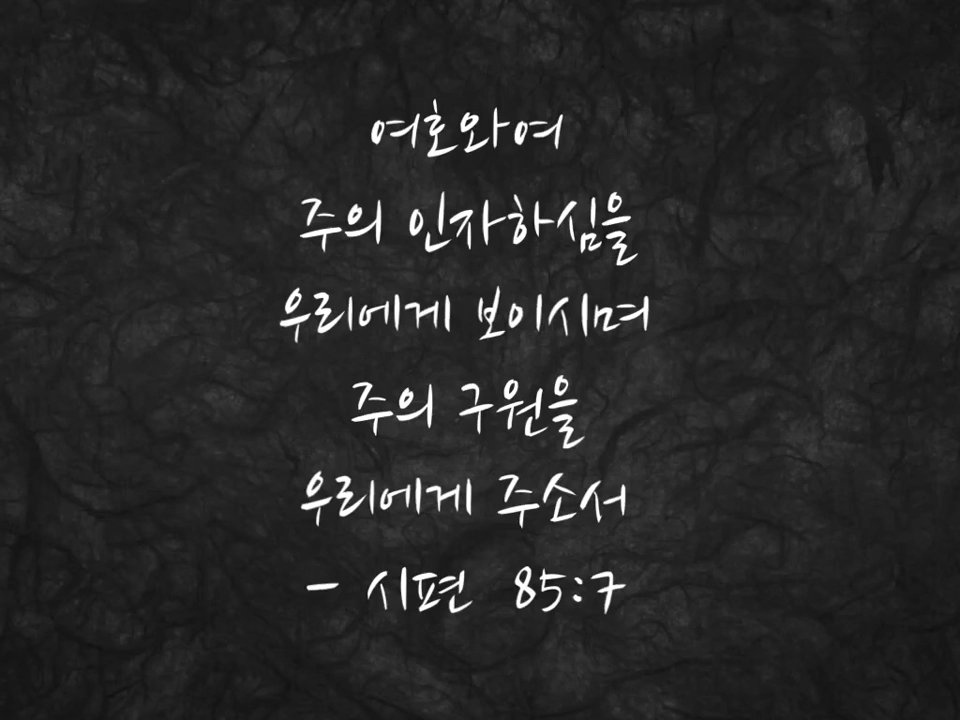 여호와여
주의 인자하심을
우리에게 보이시며
주의 구원을
우리에게 주소서
- 시편 85:7